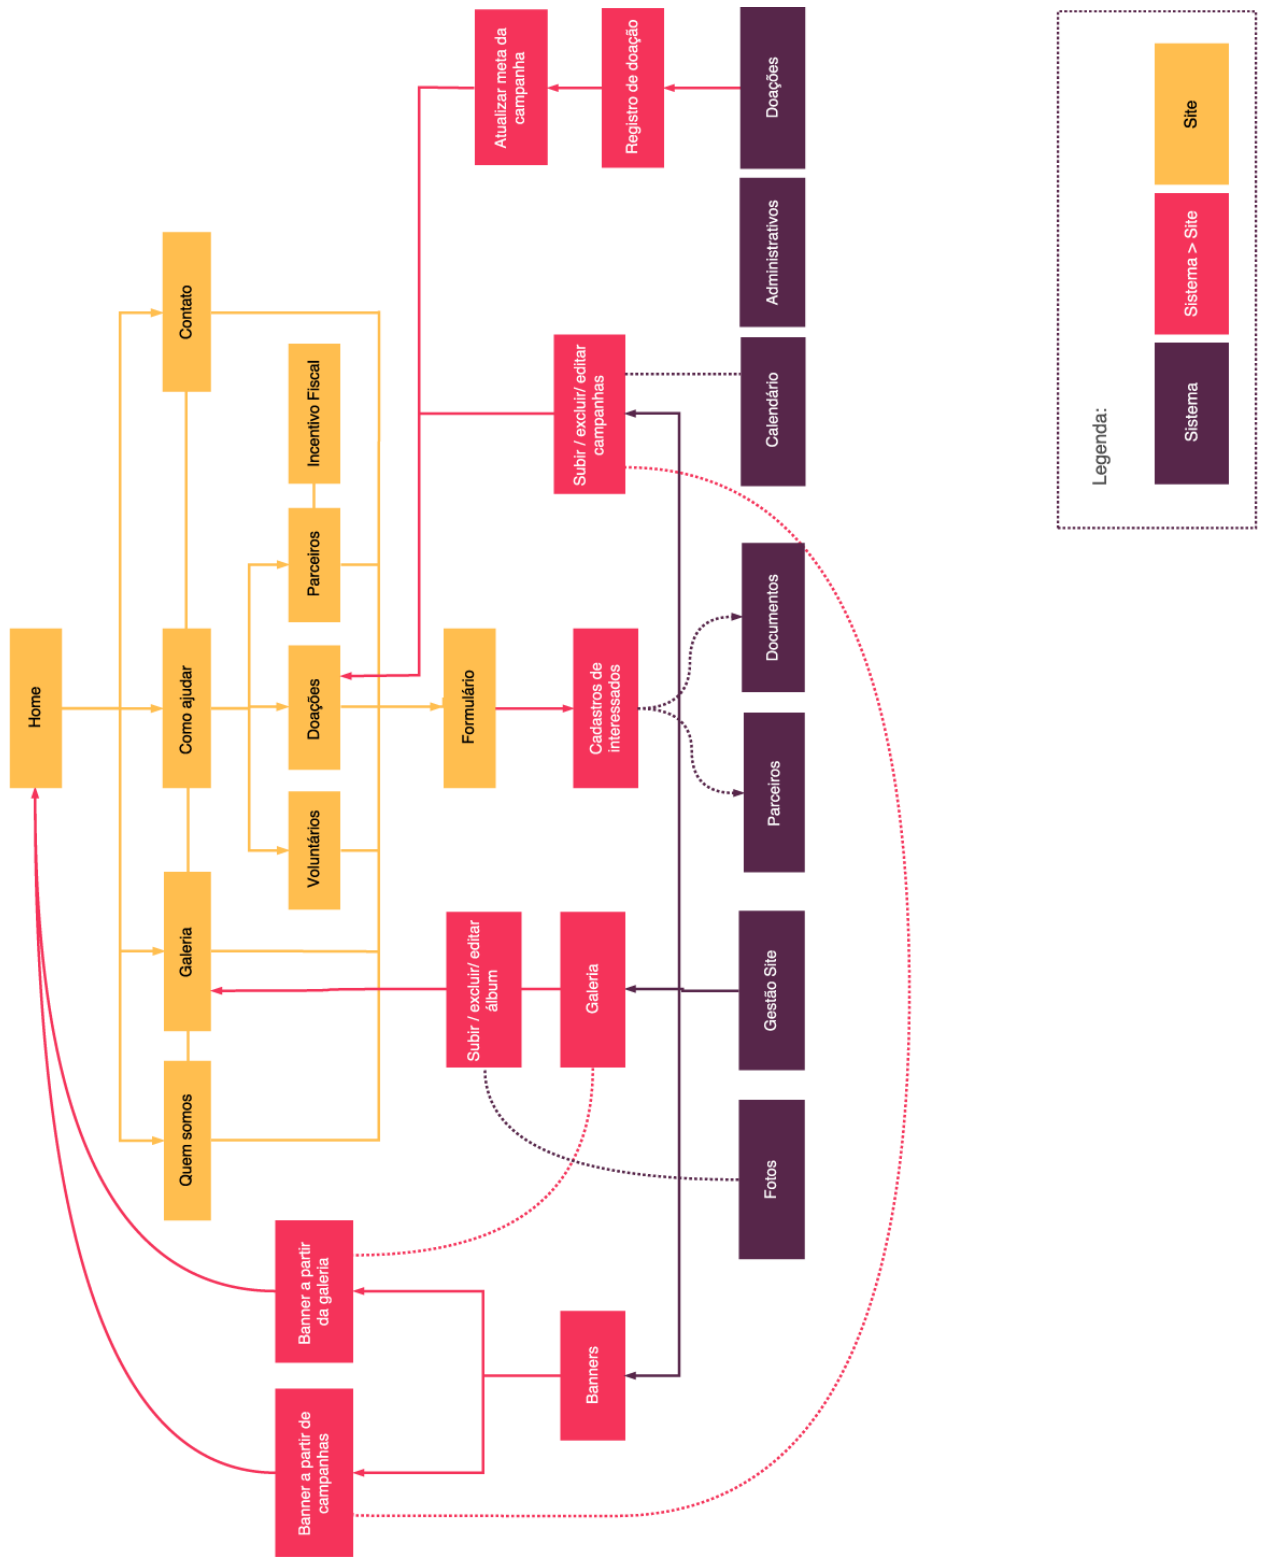 Home
Quem somos
Galeria
Como ajudar
Contato
Banner a partir de
campanhas
Banner a partir
da galeria
Voluntários
Doações
Parceiros
Incentivo Fiscal
Subir / excluir/ editar
álbum
Formulário
Atualizar meta da
campanha
Banners
Galeria
Cadastros de
interessados
Subir / excluir/ editar
campanhas
Registro de doação
Fotos
Gestão Site
Parceiros
Documentos
Calendário
Administrativos
Doações
Legenda:
Sistema
Sistema > Site
Site